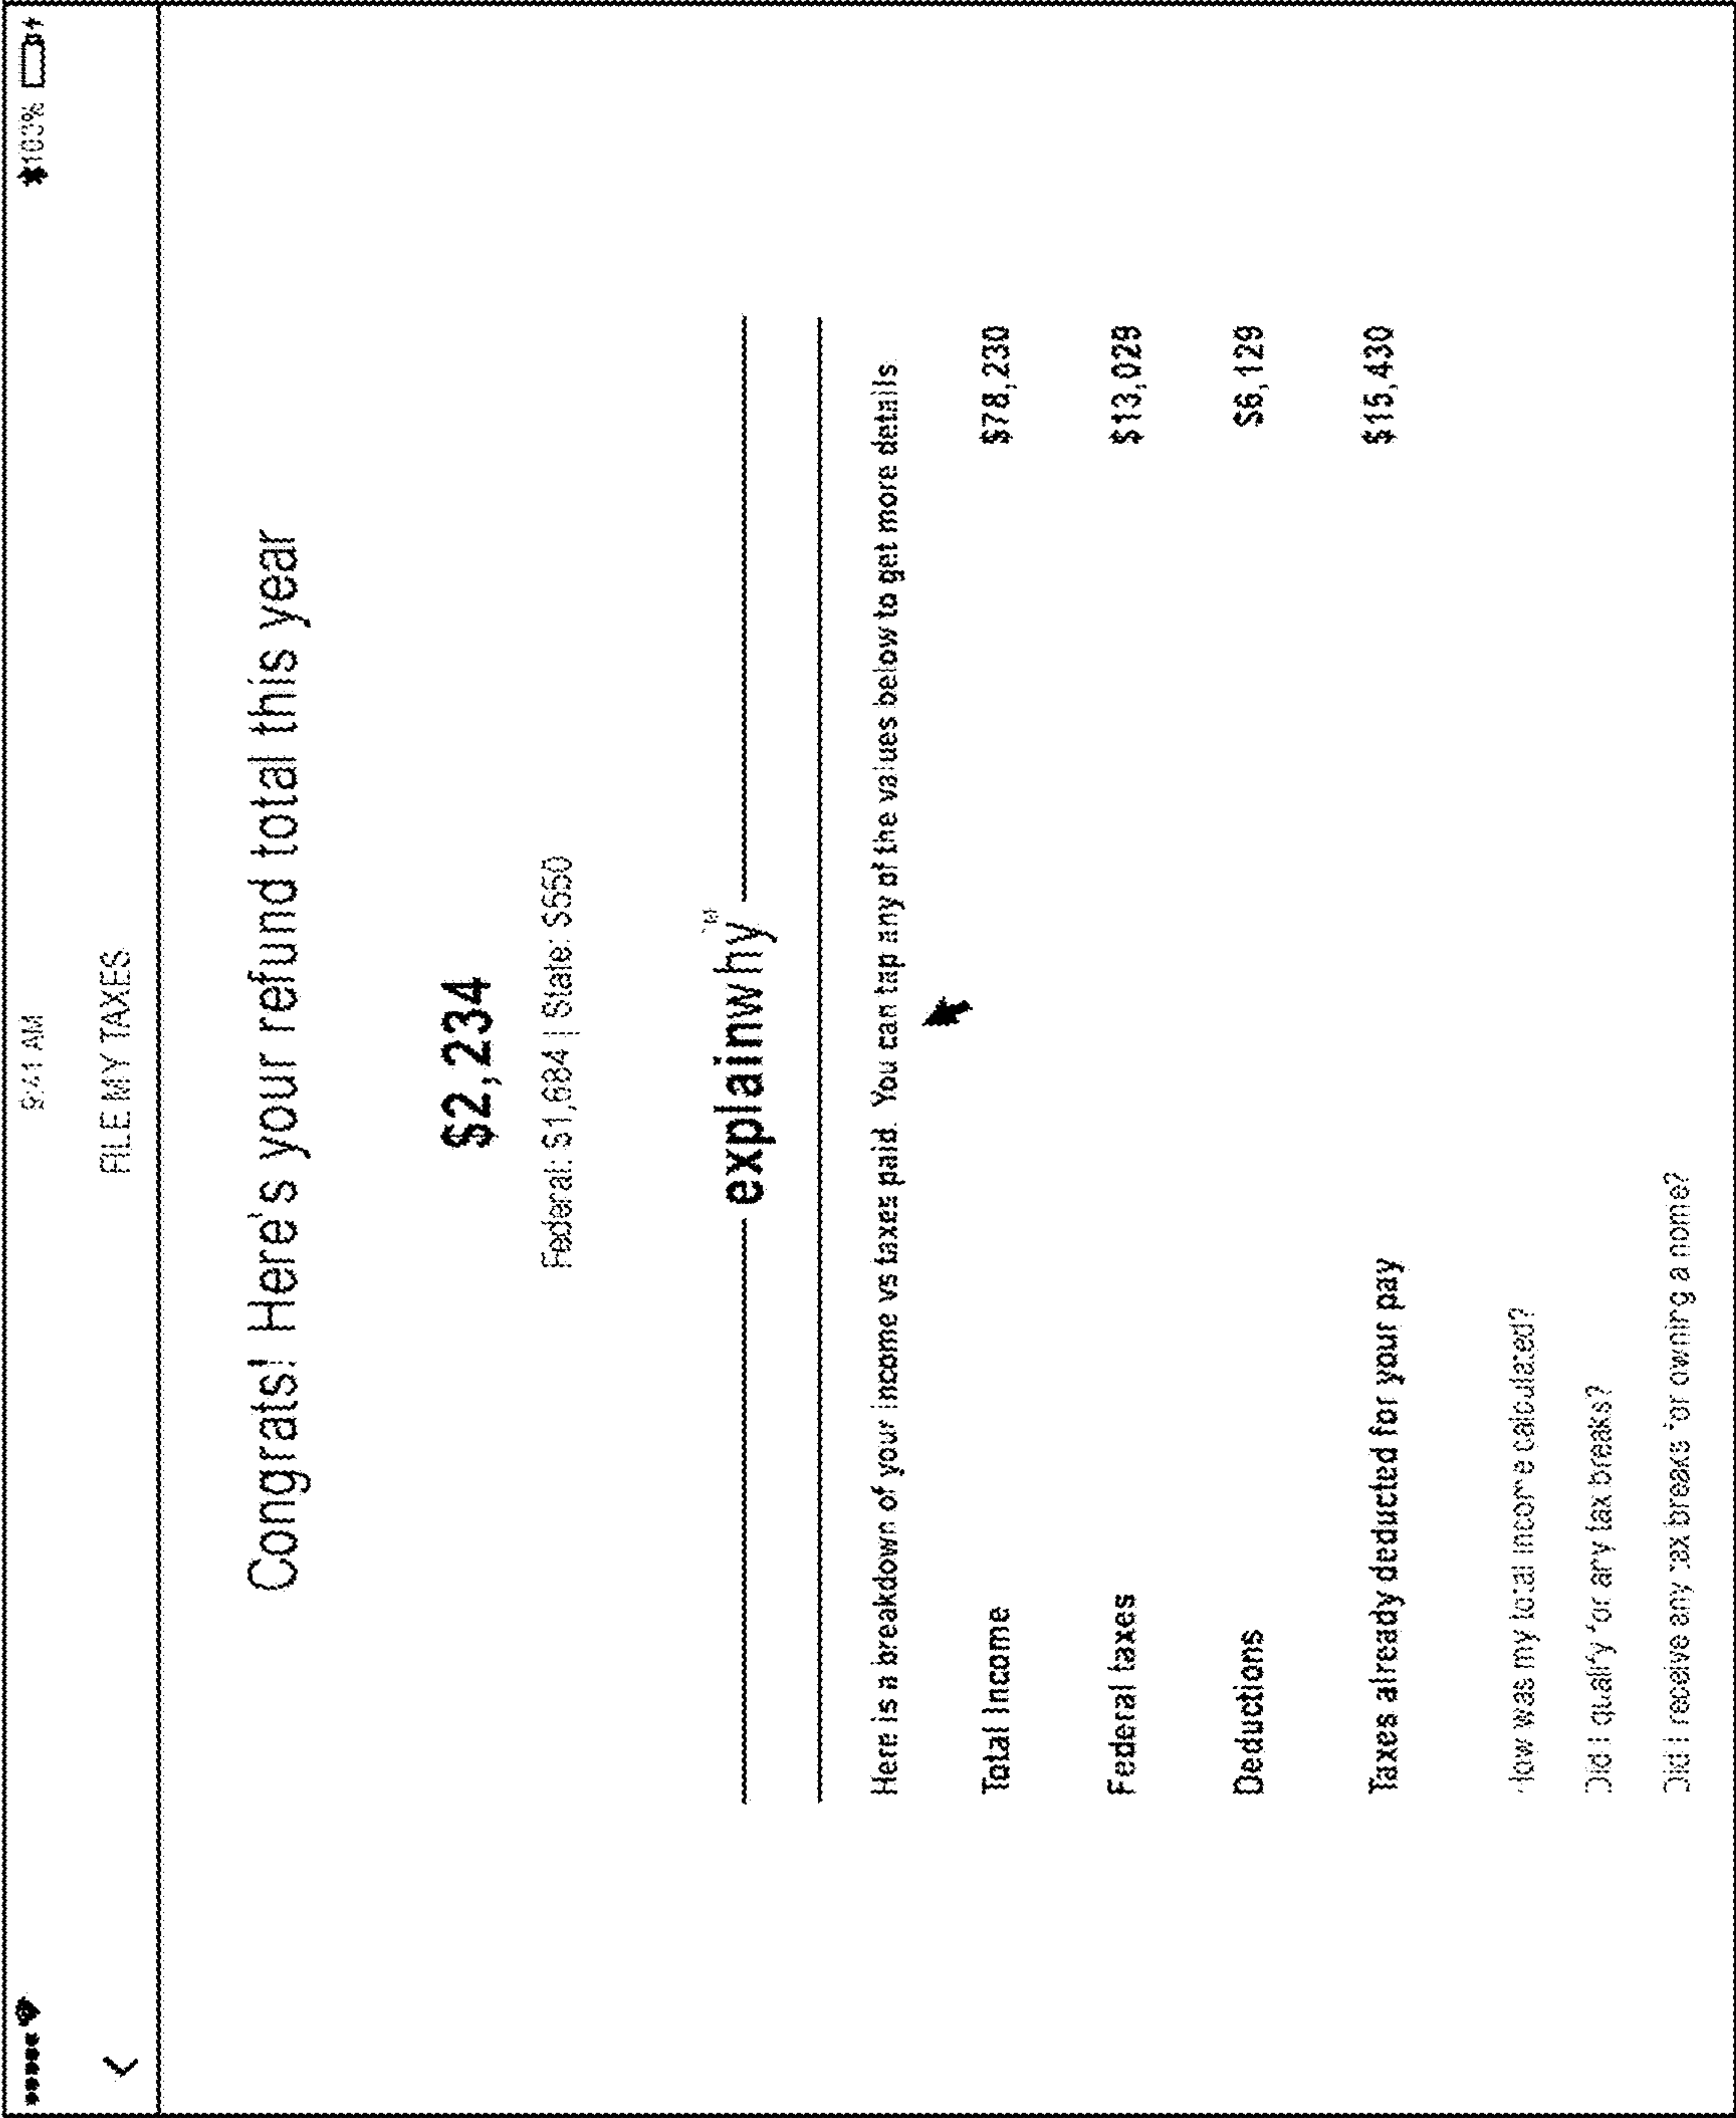 9:41 AM
100%
FILE MY TAXES
Congrats! Here's your refund total this year
$2,234
Federal: $1,684 | State: $550
explainwhy
Here is a breakdown of your income vs taxes paid. You can tap any of the values below to get more details
Total Income $78,230
Federal taxes $13,029
Deductions $6,129
Taxes already deducted for your pay $15,430
How was my total income calculated?
Did I qualify for any tax breaks?
Did I receive any tax breaks for owning a home?